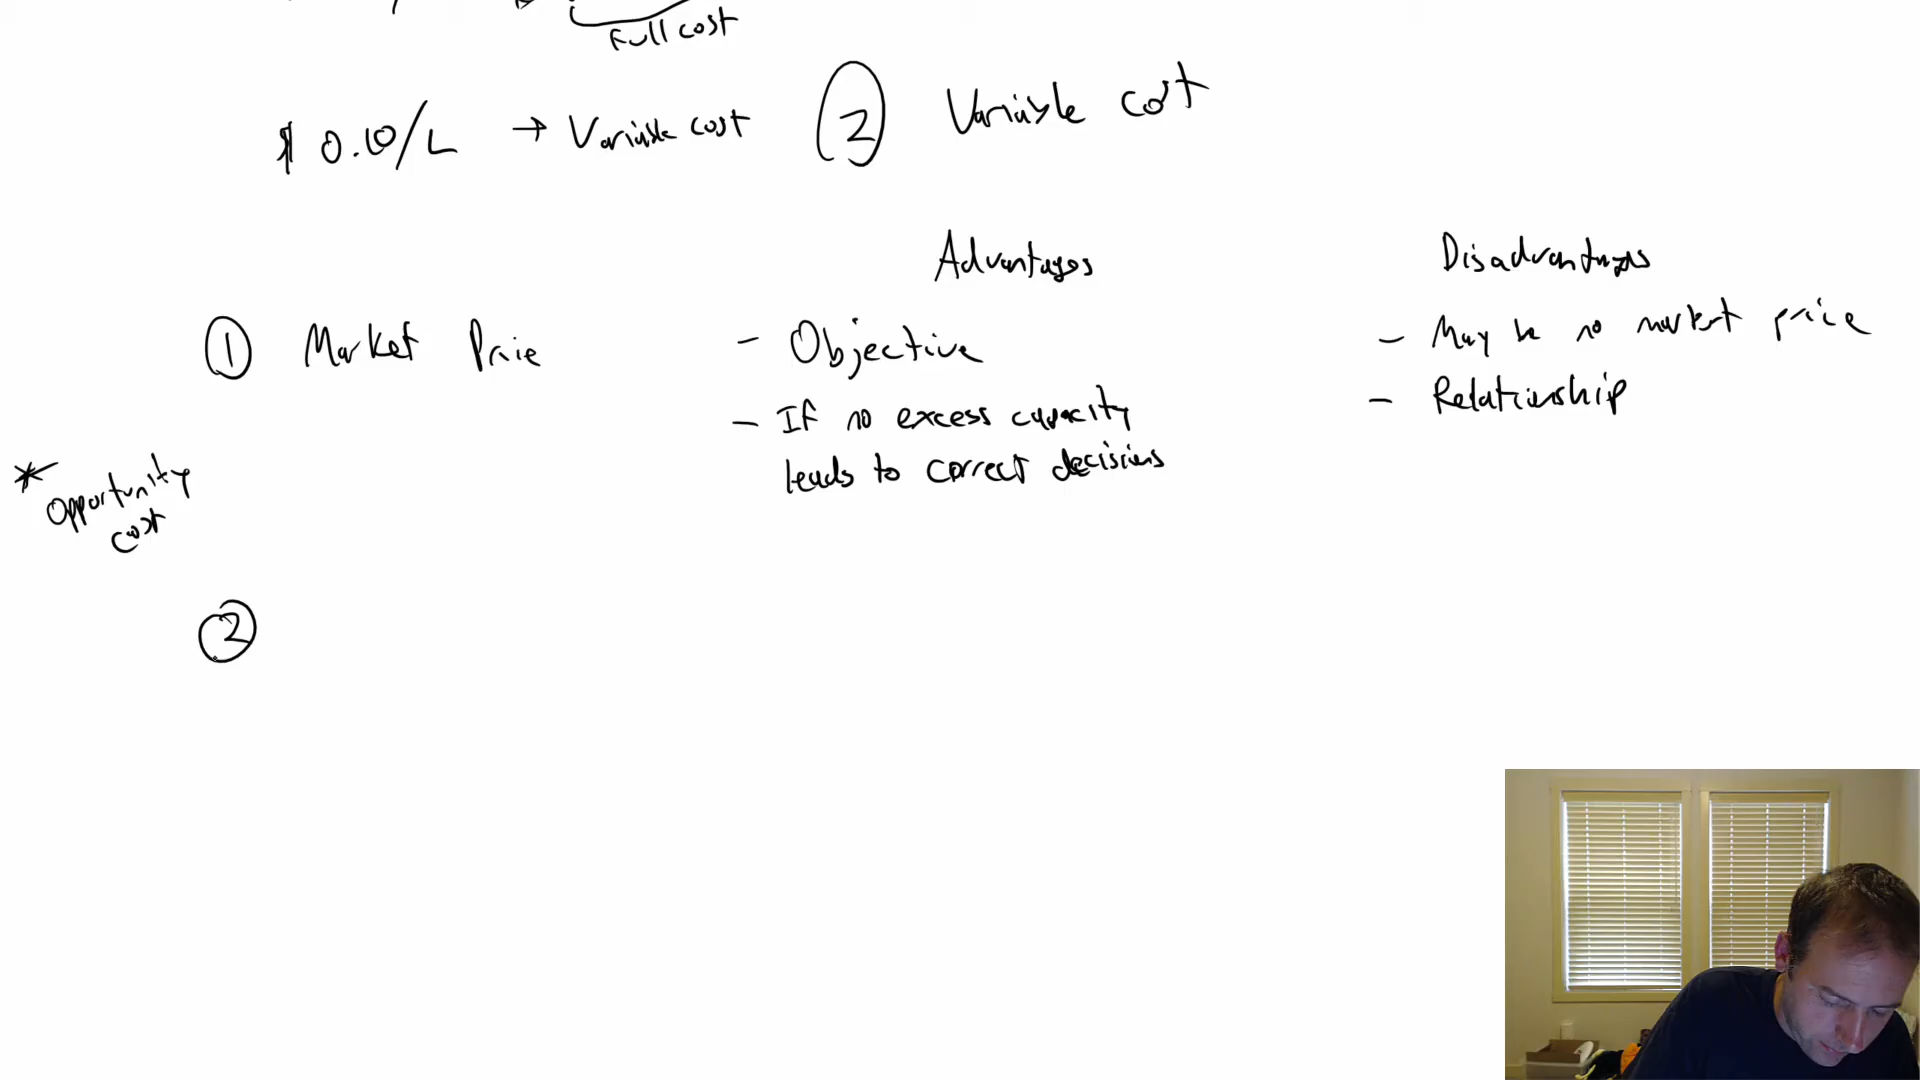 Full cost
$ 0.10/L → Variable cost ② Variable cost
Advantages Disadvantages
① Market Price - Objective - May be no market price
- If no excess capacity - Relationship
leads to correct decisions
* Opportunity
cost
②